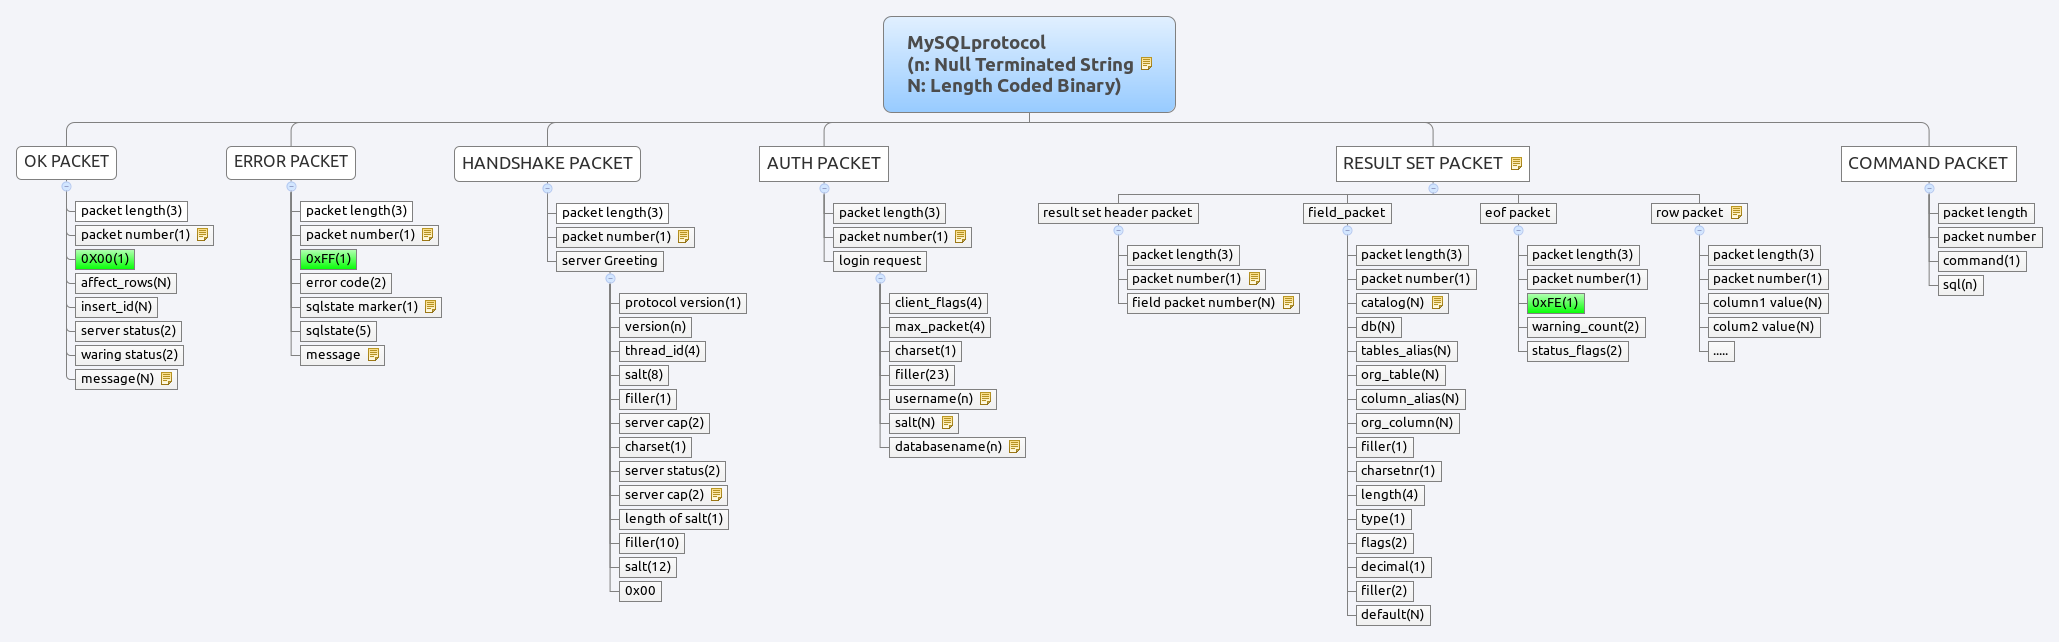 MySQLprotocol
(n: Null Terminated String
N: Length Coded Binary)
OK PACKET
packet length(3)
packet number(1)
0X00(1)
affect_rows(N)
insert_id(N)
server status(2)
waring status(2)
message(N)
ERROR PACKET
packet length(3)
packet number(1)
0xFF(1)
error code(2)
sqlstate marker(1)
sqlstate(5)
message
HANDSHAKE PACKET
packet length(3)
packet number(1)
server Greeting
protocol version(1)
version(n)
thread_id(4)
salt(8)
filler(1)
server cap(2)
charset(1)
server status(2)
server cap(2)
length of salt(1)
filler(10)
salt(12)
0x00
AUTH PACKET
packet length(3)
packet number(1)
login request
client_flags(4)
max_packet(4)
charset(1)
filler(23)
username(n)
salt(N)
databasename(n)
RESULT SET PACKET
result set header packet
packet length(3)
packet number(1)
field packet number(N)
field_packet
packet length(3)
packet number(1)
catalog(N)
db(N)
tables_alias(N)
org_table(N)
column_alias(N)
org_column(N)
filler(1)
charsetnr(1)
length(4)
type(1)
flags(2)
decimal(1)
filler(2)
default(N)
eof packet
packet length(3)
packet number(1)
0xFE(1)
warning_count(2)
status_flags(2)
row packet
packet length(3)
packet number(1)
column1 value(N)
colum2 value(N)
.....
COMMAND PACKET
packet length
packet number
command(1)
sql(n)